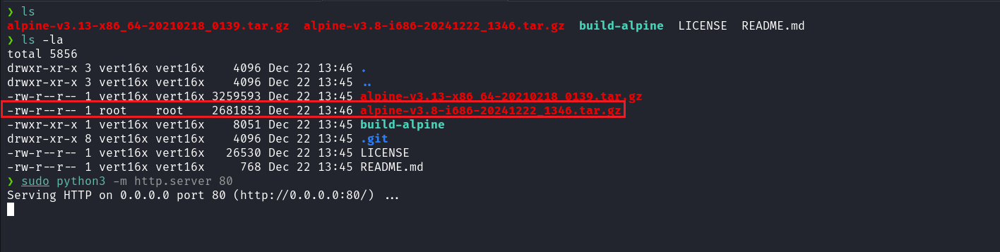 ❯ ls
alpine-v3.13-x86_64-20210218_0139.tar.gz  alpine-v3.8-i686-20241222_1346.tar.gz  build-alpine  LICENSE  README.md
❯ ls -la
total 5856
drwxr-xr-x 3 vert16x vert16x    4096 Dec 22 13:46 .
drwxr-xr-x 3 vert16x vert16x    4096 Dec 22 13:45 ..
-rw-r--r-- 1 vert16x vert16x 3259593 Dec 22 13:45 alpine-v3.13-x86_64-20210218_0139.tar.gz
-rw-r--r-- 1 root    root    2681853 Dec 22 13:46 alpine-v3.8-i686-20241222_1346.tar.gz
-rwxr-xr-x 1 vert16x vert16x    8051 Dec 22 13:45 build-alpine
drwxr-xr-x 8 vert16x vert16x    4096 Dec 22 13:45 .git
-rw-r--r-- 1 vert16x vert16x   26530 Dec 22 13:45 LICENSE
-rw-r--r-- 1 vert16x vert16x     768 Dec 22 13:45 README.md
❯ sudo python3 -m http.server 80
Serving HTTP on 0.0.0.0 port 80 (http://0.0.0.0:80/) ...